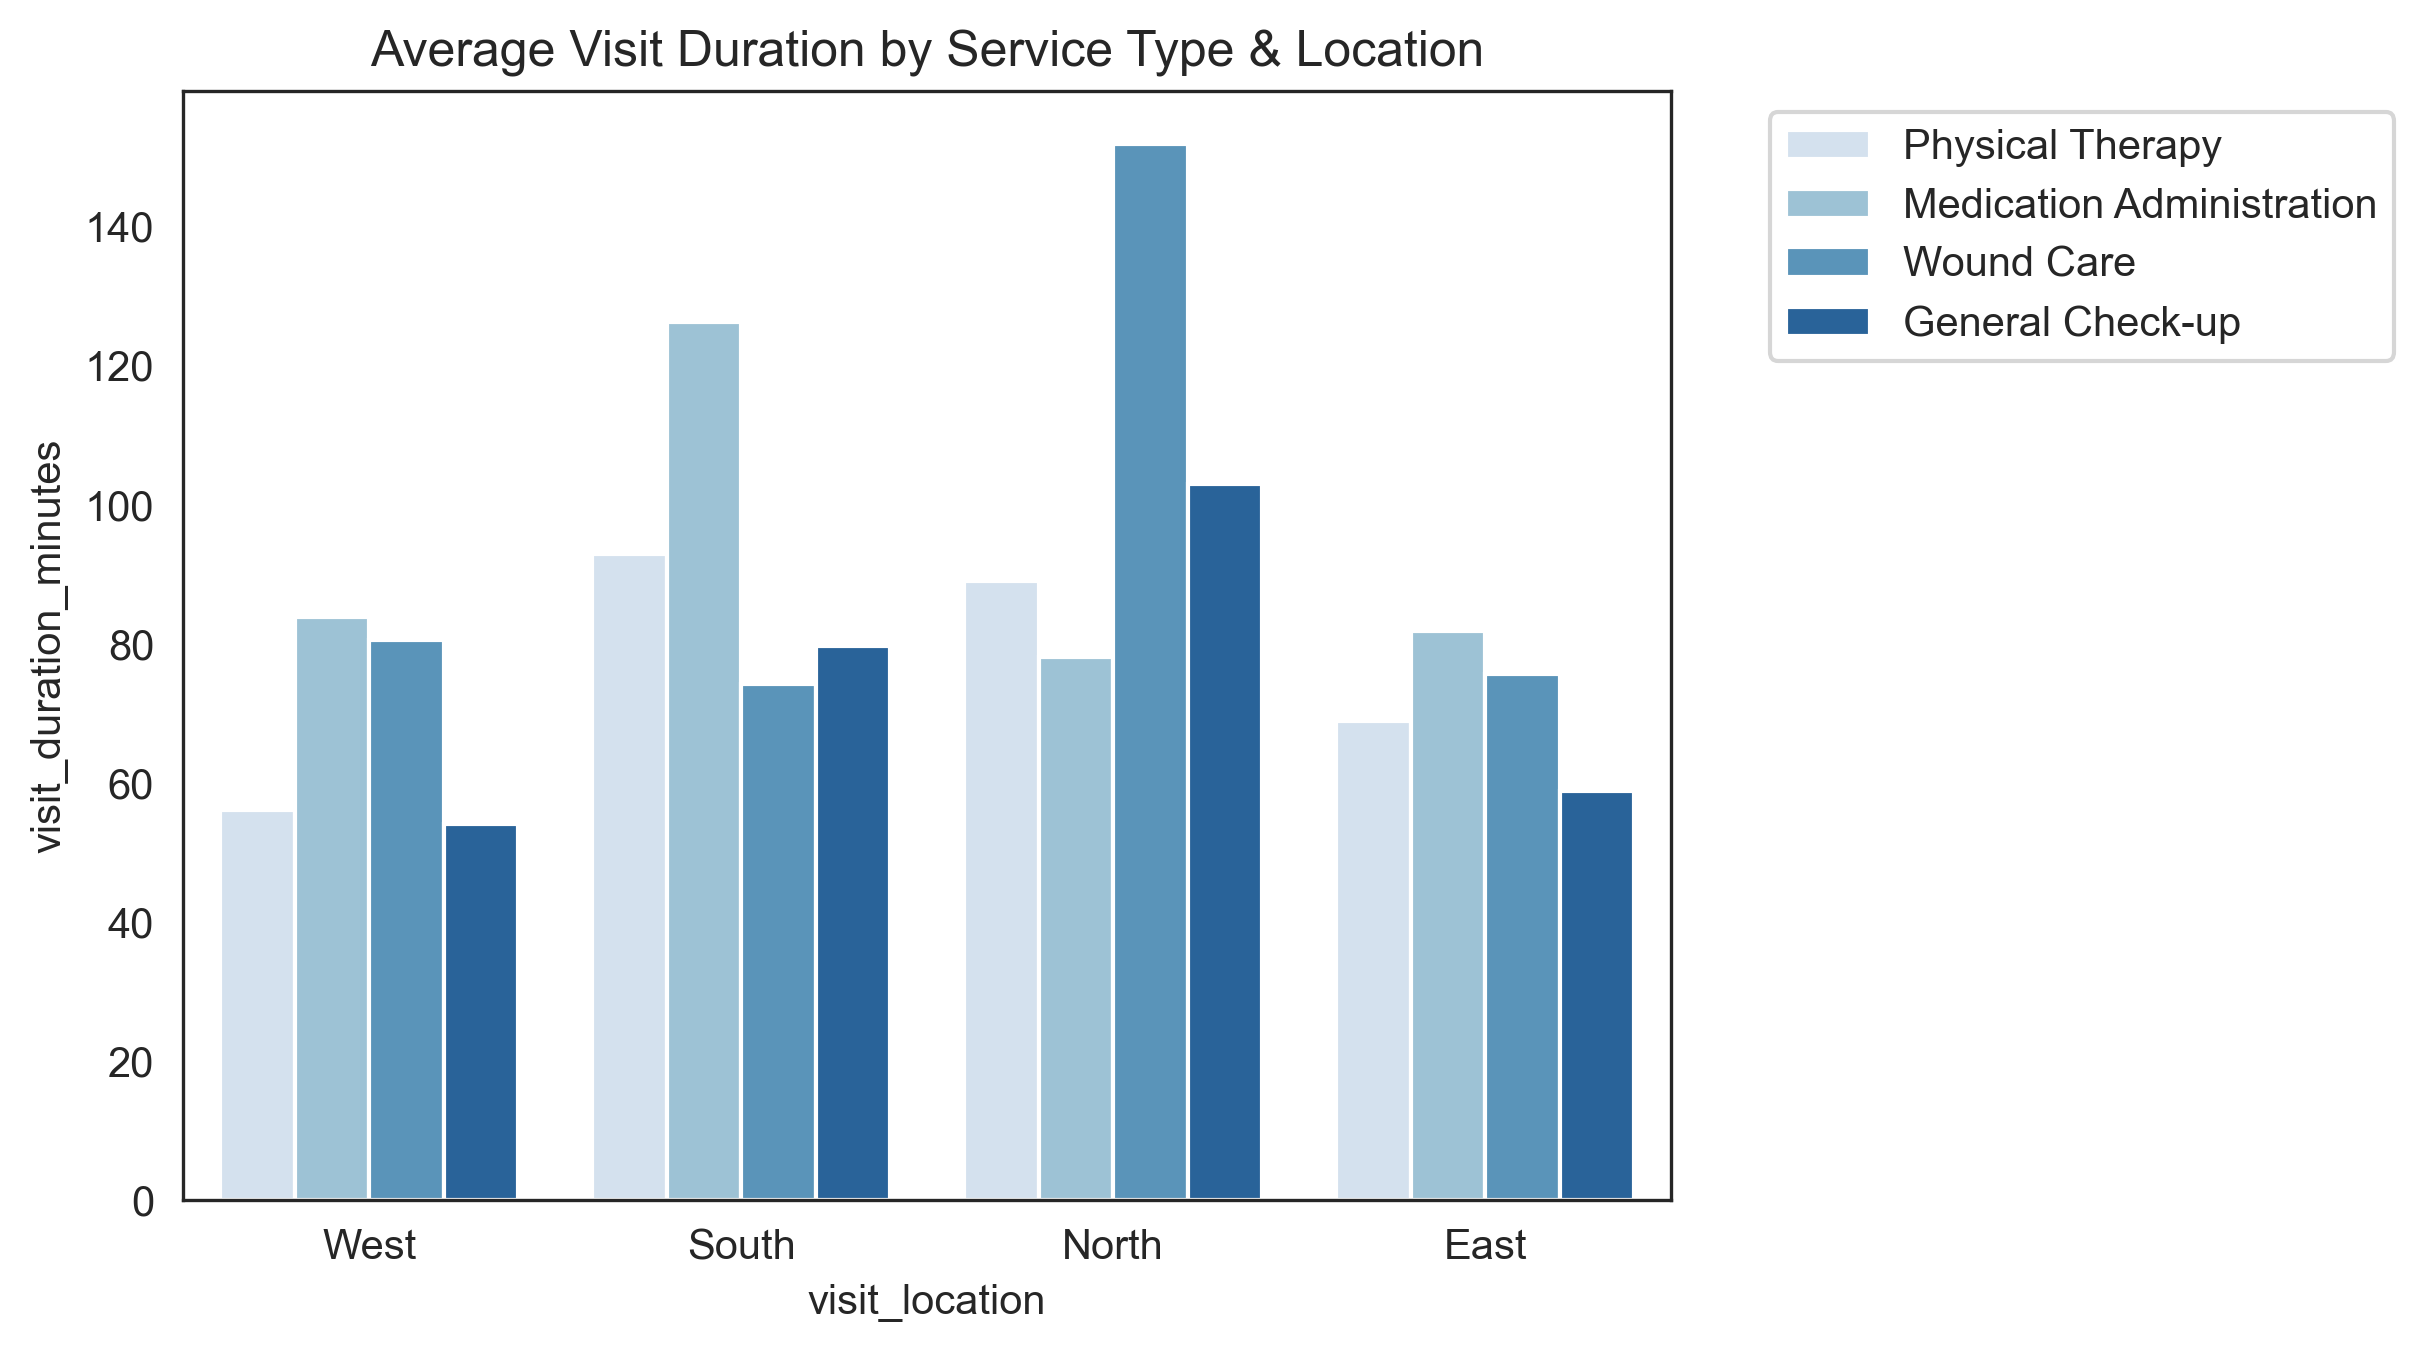 Average Visit Duration by Service Type & Location
Physical Therapy
Medication Administration
Wound Care
General Check-up
visit_duration_minutes
140
120
100
80
60
40
20
0
West
South
North
East
visit_location